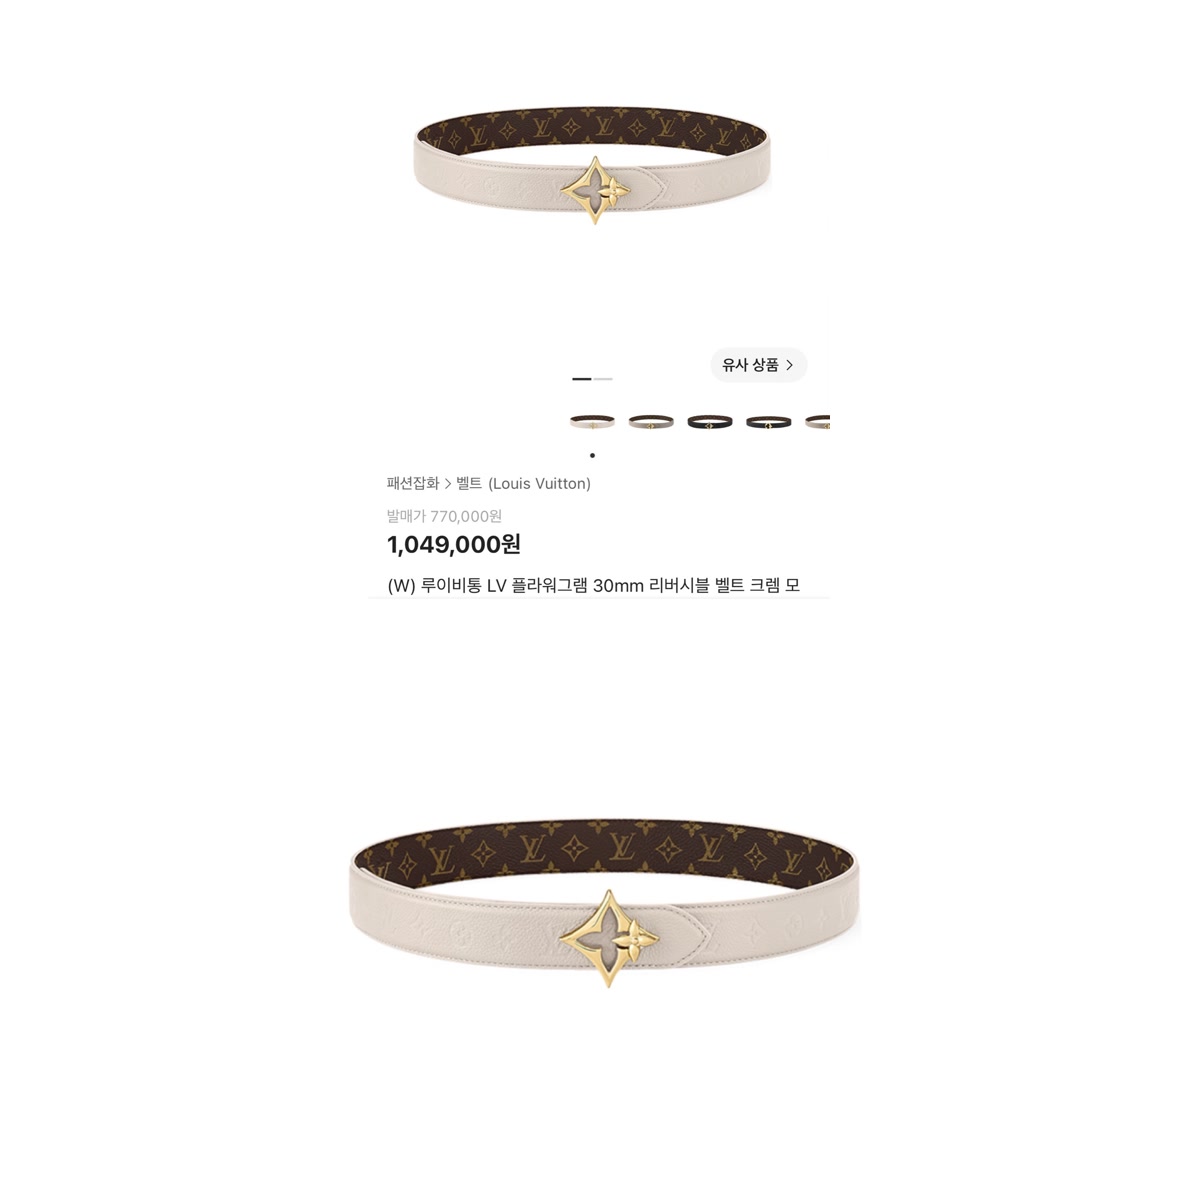 유사 상품
패션잡화 > 벨트 (Louis Vuitton)
발매가 770,000원
1,049,000원
(W) 루이비통 LV 플라워그램 30mm 리버시블 벨트 크렘 모